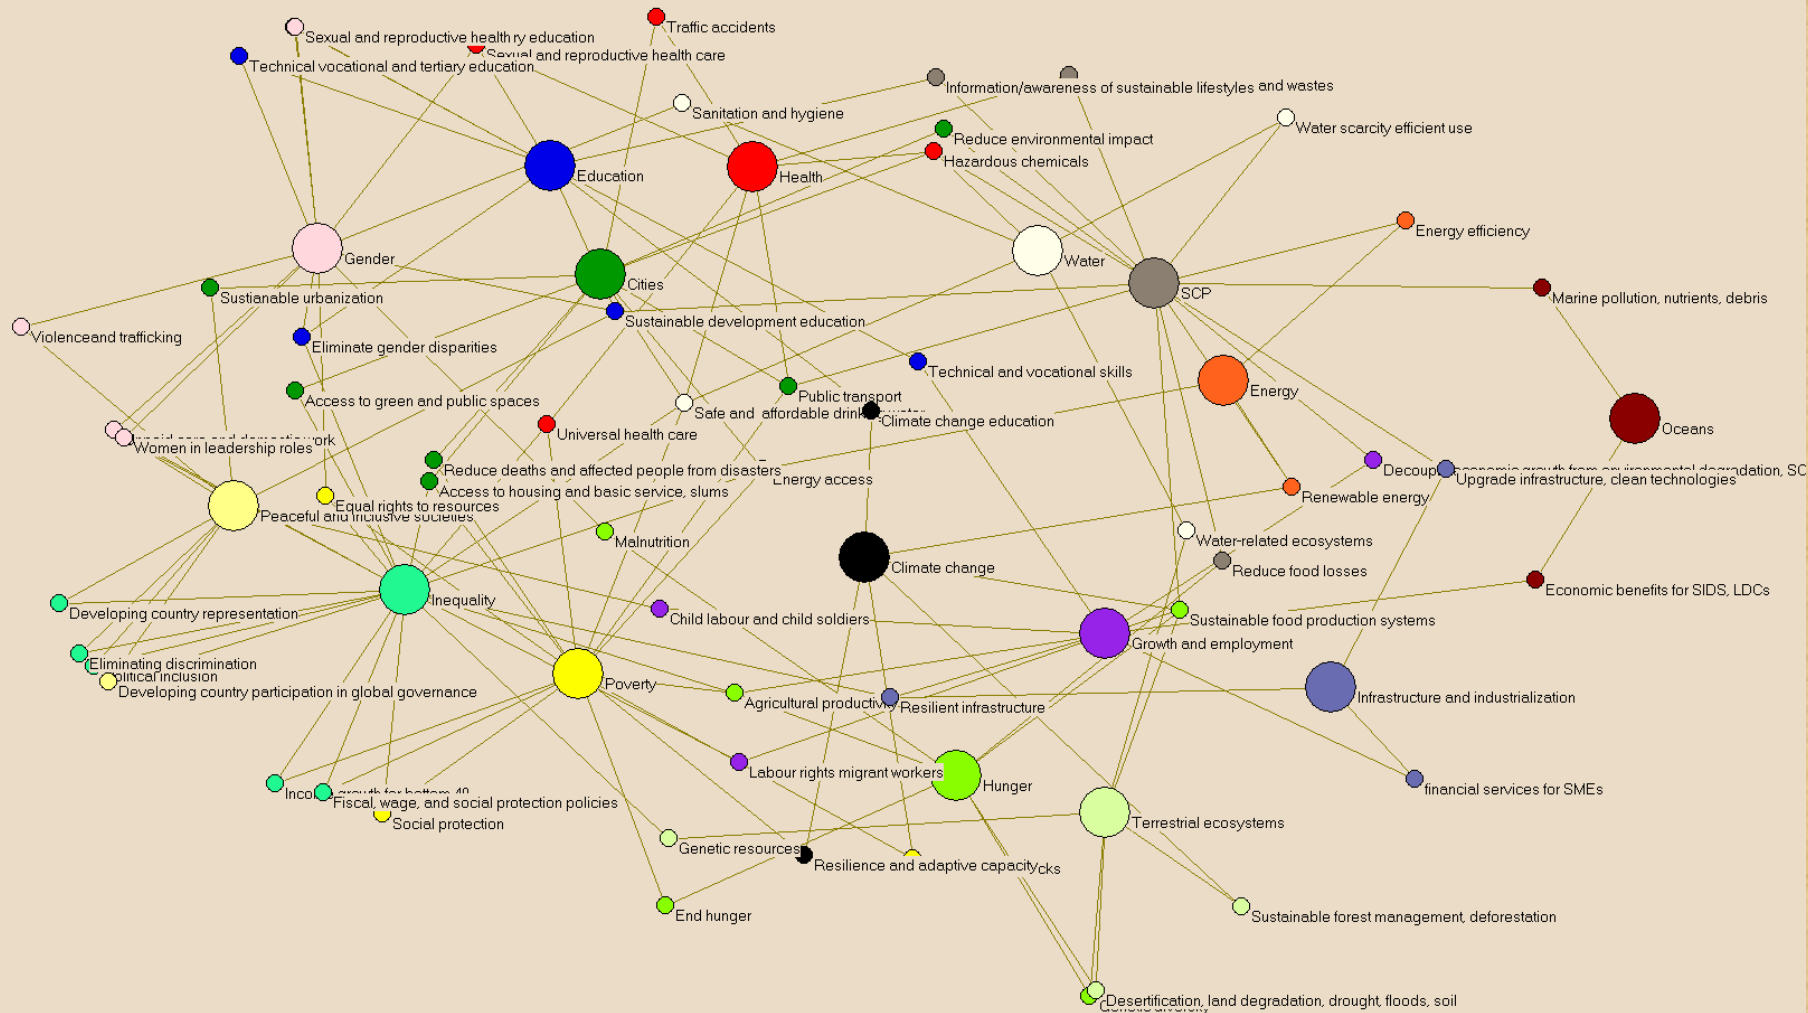 Traffic accidents
Sexual and reproductive health ry education
Sexual and reproductive health care
Technical vocational and tertiary education
Information/awareness of sustainable lifestyles and wastes
Sanitation and hygiene
Water scarcity efficient use
Reduce environmental impact
Hazardous chemicals
Education
Health
Energy efficiency
Gender
Water
Cities
SCP
Sustianable urbanization
Marine pollution, nutrients, debris
Sustainable development education
Violenceand trafficking
Eliminate gender disparities
Technical and vocational skills
Energy
Public transport
Access to green and public spaces
Safe and affordable
Climate change education
Oceans
Universal health care
Women in leadership roles
Reduce deaths and affected people from disasters
Energy access
Upgrade infrastructure, clean technologies
Access to housing and basic service, slums
Renewable energy
Equal rights to resources
Peaceful and inclusive societies
Malnutrition
Water-related ecosystems
Climate change
Reduce food losses
Economic benefits for SIDS, LDCs
Inequality
Developing country representation
Child labour and child soldiers
Sustainable food production systems
Growth and employment
Eliminating discrimination
Political inclusion
Poverty
Developing country participation in global governance
Infrastructure and industrialization
Agricultural
Resilient infrastructure
Labour rights migrant workers
Hunger
financial services for SMEs
Fiscal, wage, and social protection policies
Social protection
Terrestrial ecosystems
Genetic resources
Resilience and adaptive capacity cks
End hunger
Sustainable forest management, deforestation
Desertification, land degradation, drought, floods, soil